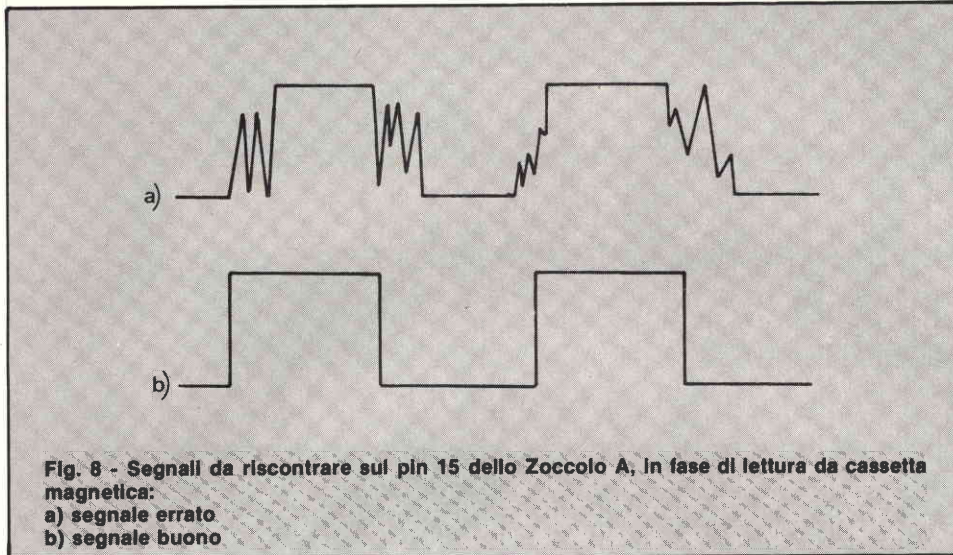 a)
b)
Fig. 8 - Segnali da riscontrare sul pin 15 dello Zoccolo A, in fase di lettura da cassetta
magnetica:
a) segnale errato
b) segnale buono